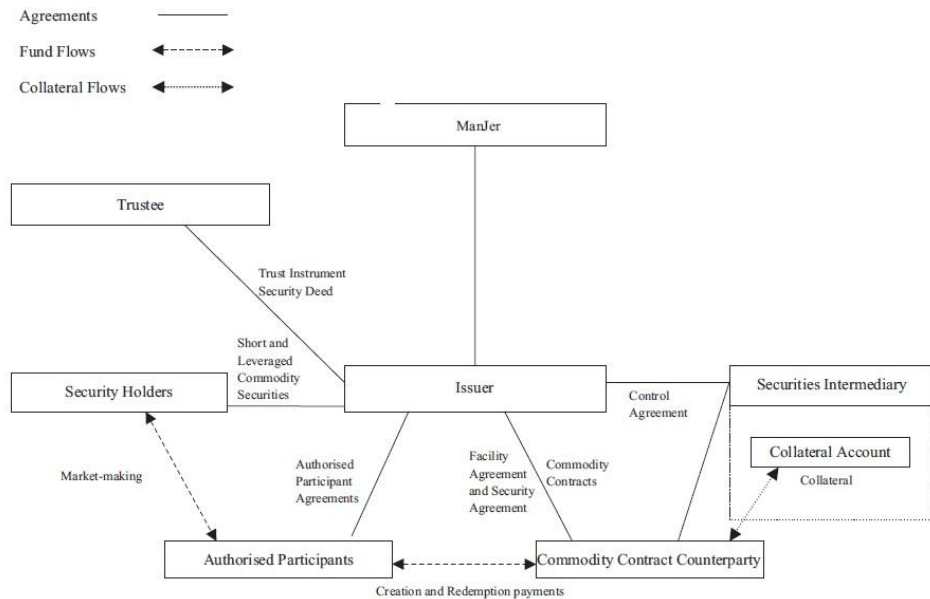 Agreements
Fund Flows
Collateral Flows
ManJer
Trustee
Trust Instrument
Security Deed
Short and
Leveraged
Commodity
Securities
Security Holders
Issuer
Securities Intermediary
Control
Agreement
Collateral Account
Collateral
Market-making
Authorised
Participant
Agreements
Facility
Agreement
and Security
Agreement
Commodity
Contracts
Authorised Participants
Commodity Contract Counterparty
Creation and Redemption payments